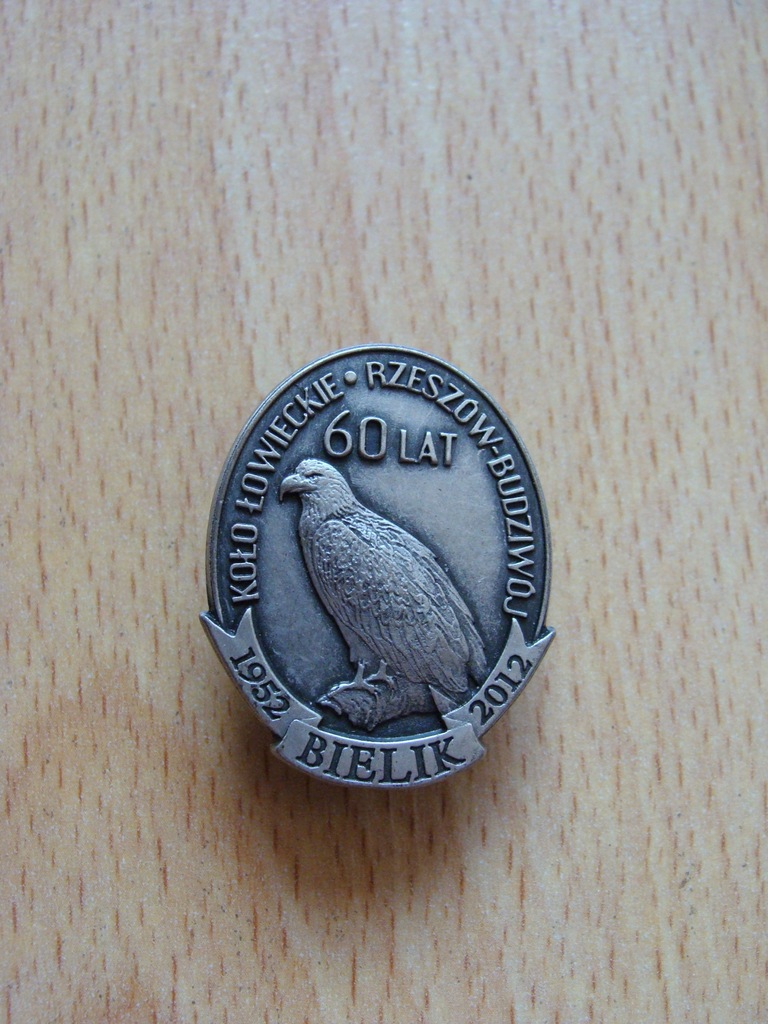 KOŁO ŁOWIECKIE • RZESZÓW-BUDZIWÓJ
60 LAT
1952
BIELIK
2012